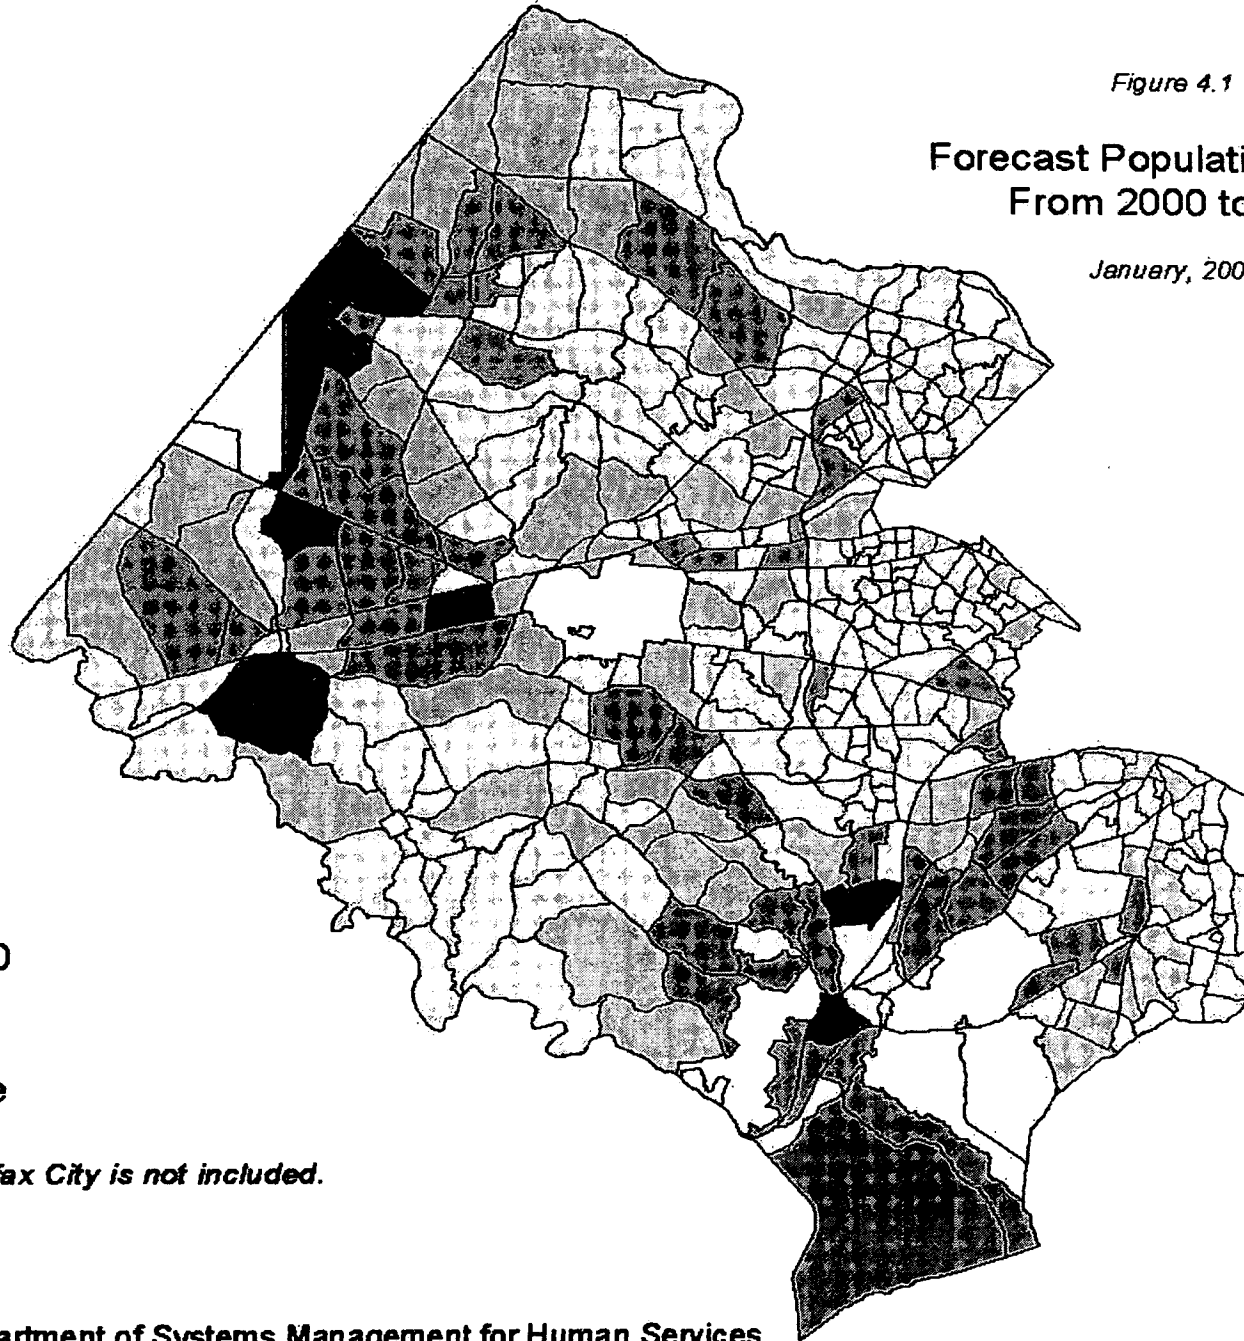 Figure 4.1
Forecast Populati
From 2000 to
January, 200
0
e
fax City is not included.
artment of Systems Management for Human Services